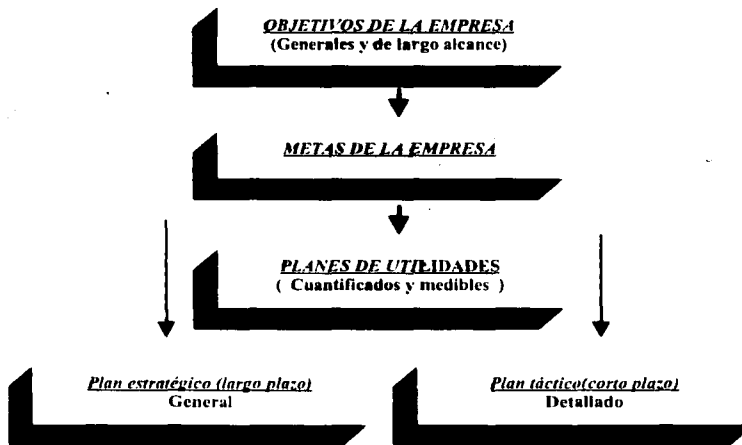 OBJETIVOS DE LA EMPRESA
(Generales y de largo alcance)
METAS DE LA EMPRESA
PLANES DE UTILIDADES
( Cuantificados y medibles )
Plan estratégico (largo plazo)
General
Plan táctico(corto plazo)
Detallado